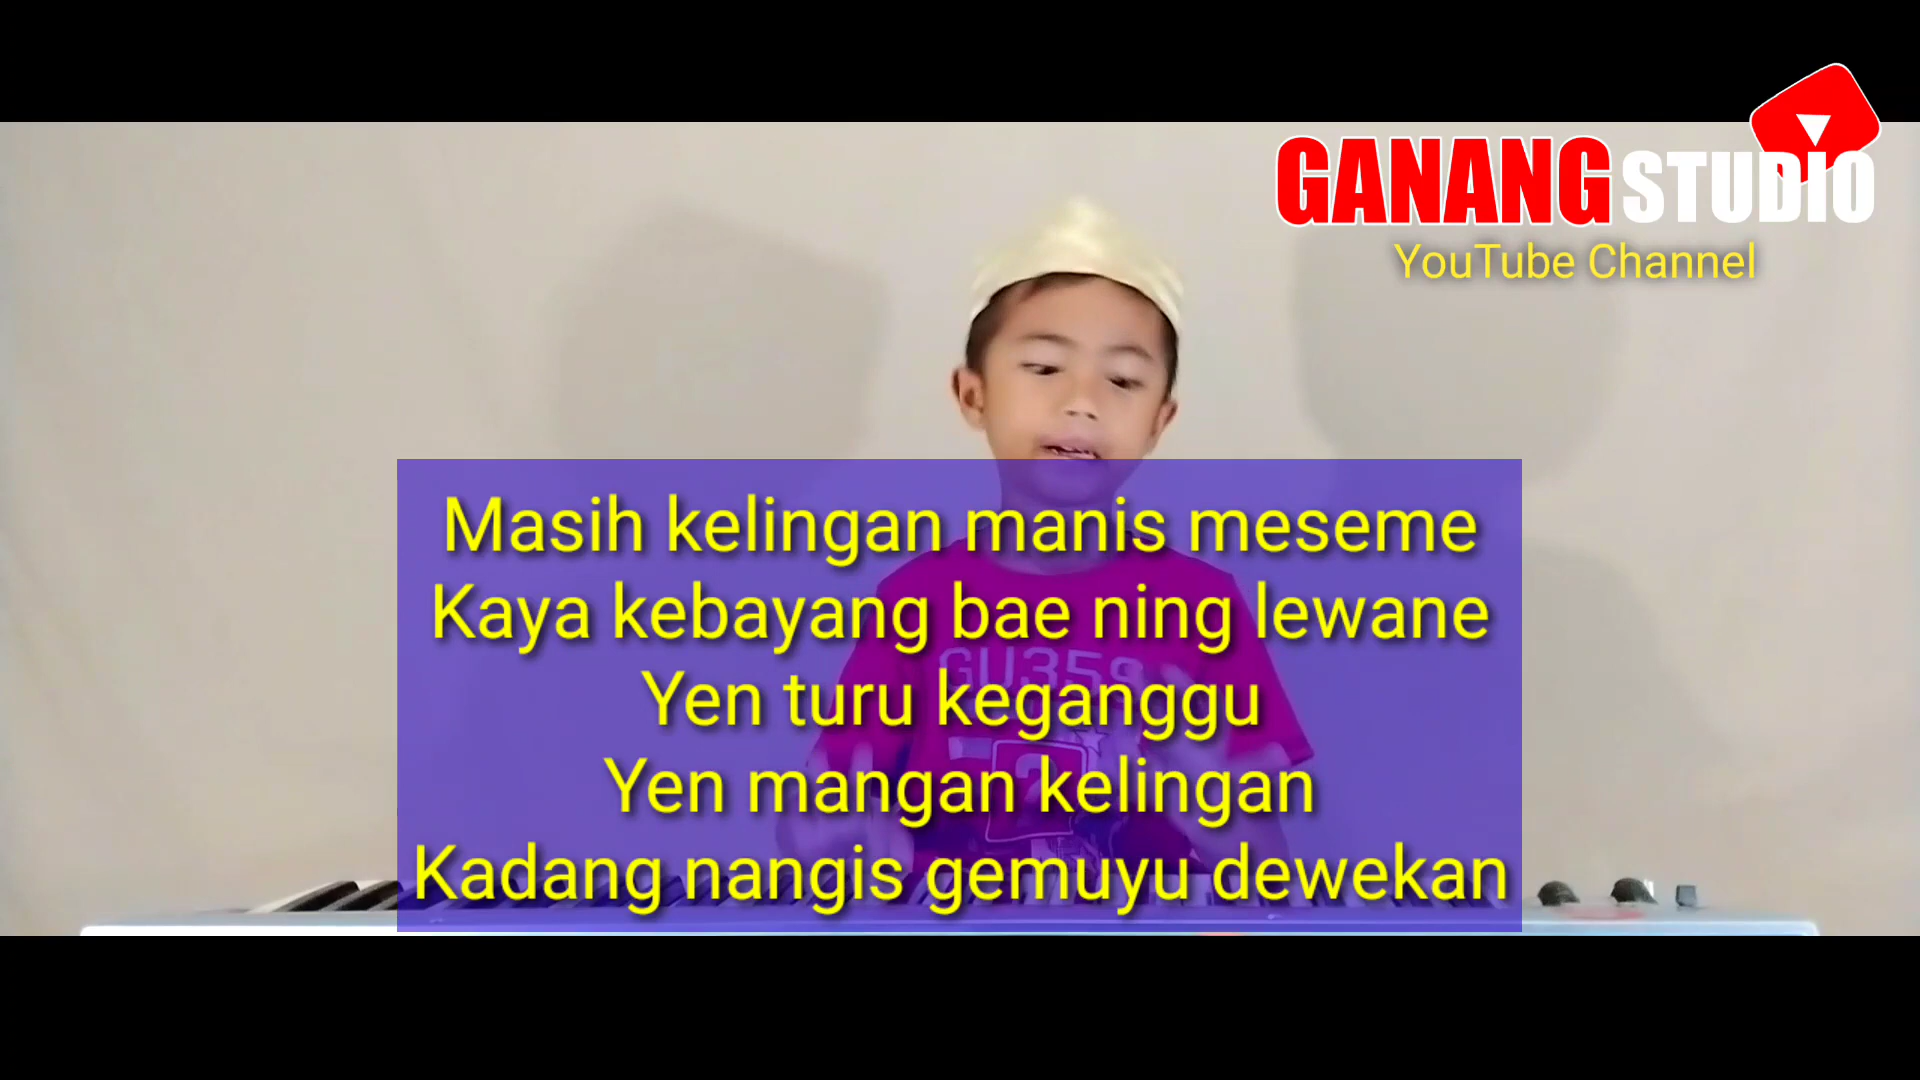 GANANG STUDIO
YouTube Channel
Masih kelingan manis meseme
Kaya kebayang bae ning lewane
GU359
Yen turu keganggu
Yen mangan kelingan
Kadang nangis gemuyu dewekan